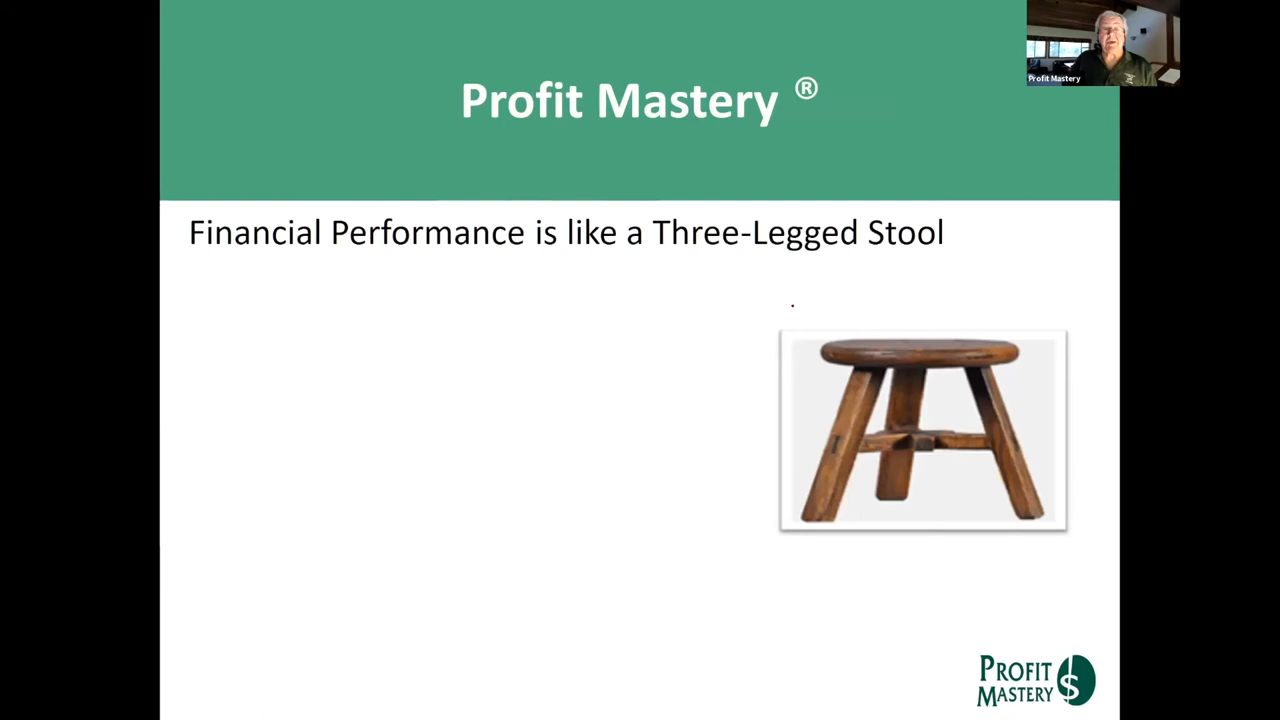 Profit Mastery
Profit Mastery ®
Financial Performance is like a Three-Legged Stool
PROFIT
MASTERY